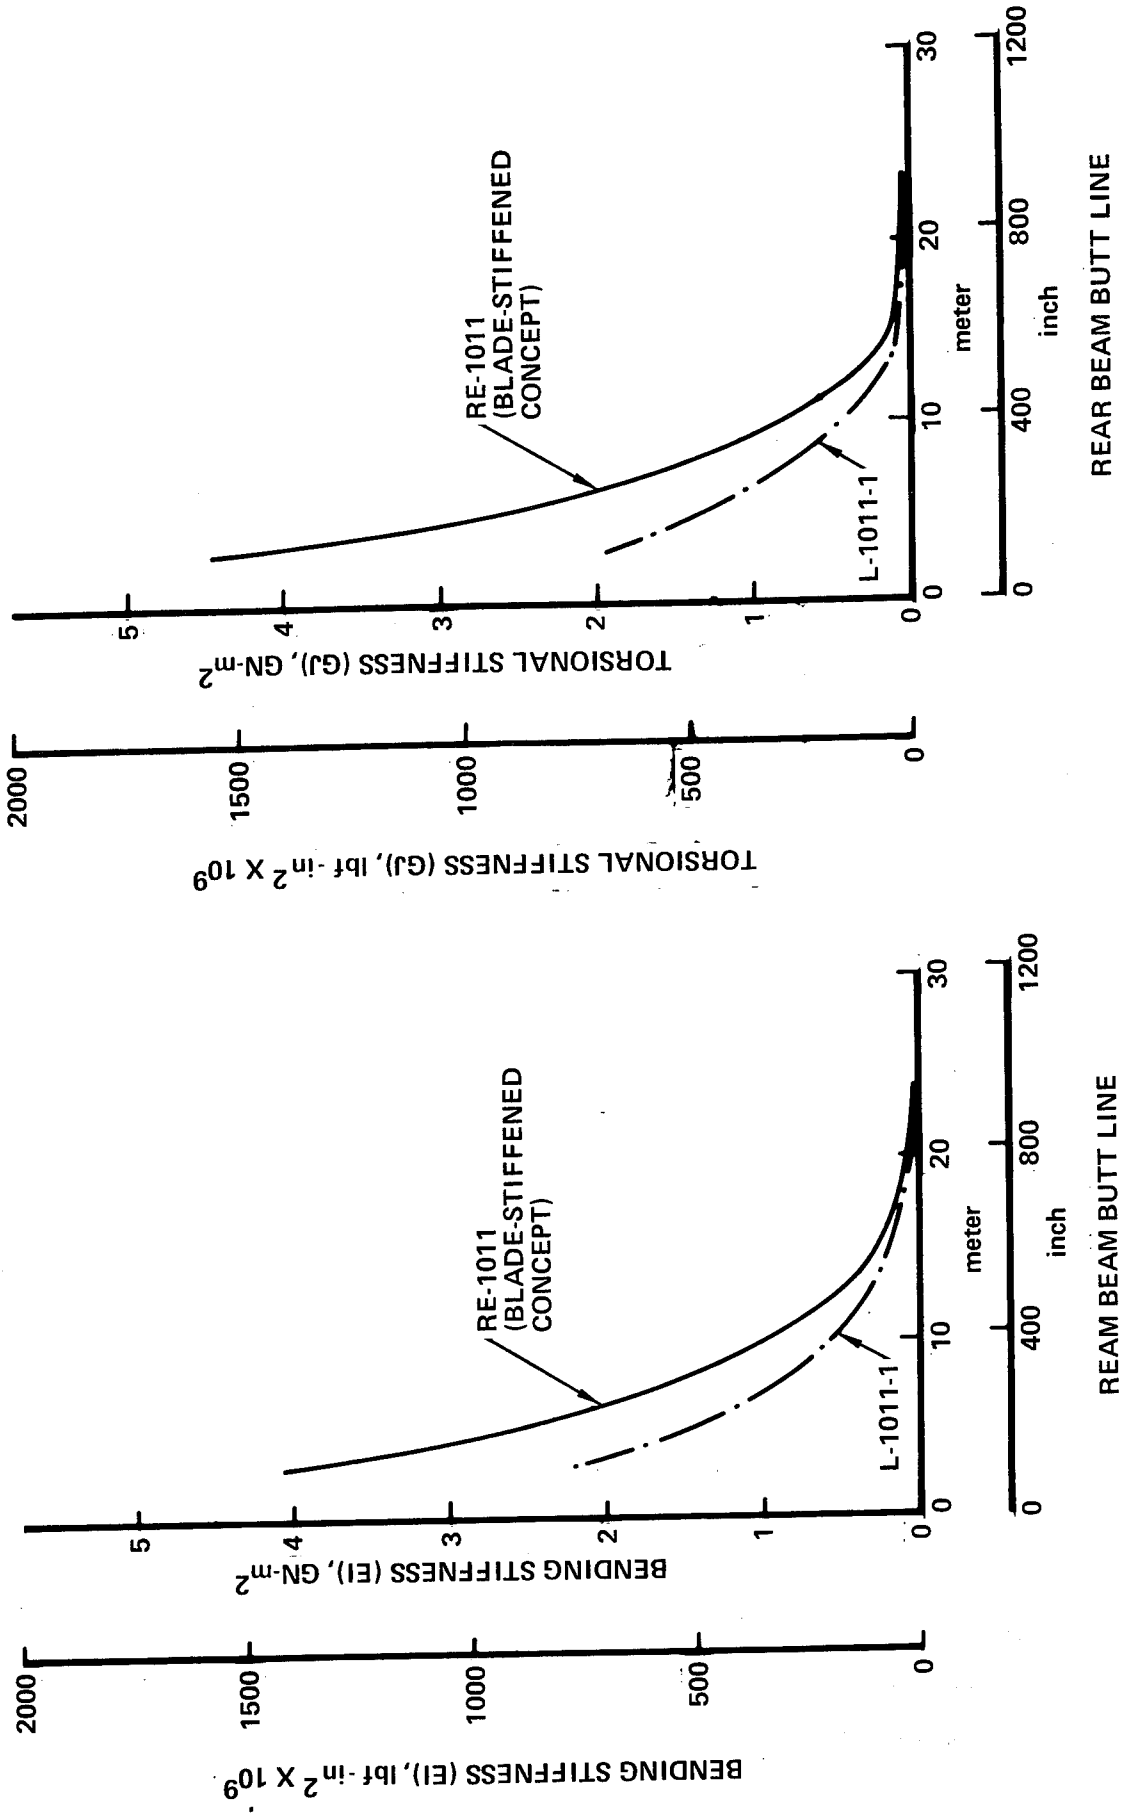 BENDING STIFFNESS (EI), lbf-in² X 10⁹
2000
1500
1000
500
0
BENDING STIFFNESS (EI), GN-m²
5
4
3
2
1
0
RE-1011
(BLADE-STIFFENED
CONCEPT)
L-1011-1
0
10
20
30
meter
0
400
800
1200
inch
REAM BEAM BUTT LINE
TORSIONAL STIFFNESS (GJ), lbf-in² X 10⁹
2000
1500
1000
500
0
TORSIONAL STIFFNESS (GJ), GN-m²
5
4
3
2
1
0
RE-1011
(BLADE-STIFFENED
CONCEPT)
L-1011-1
0
10
20
30
meter
0
400
800
1200
inch
REAR BEAM BUTT LINE